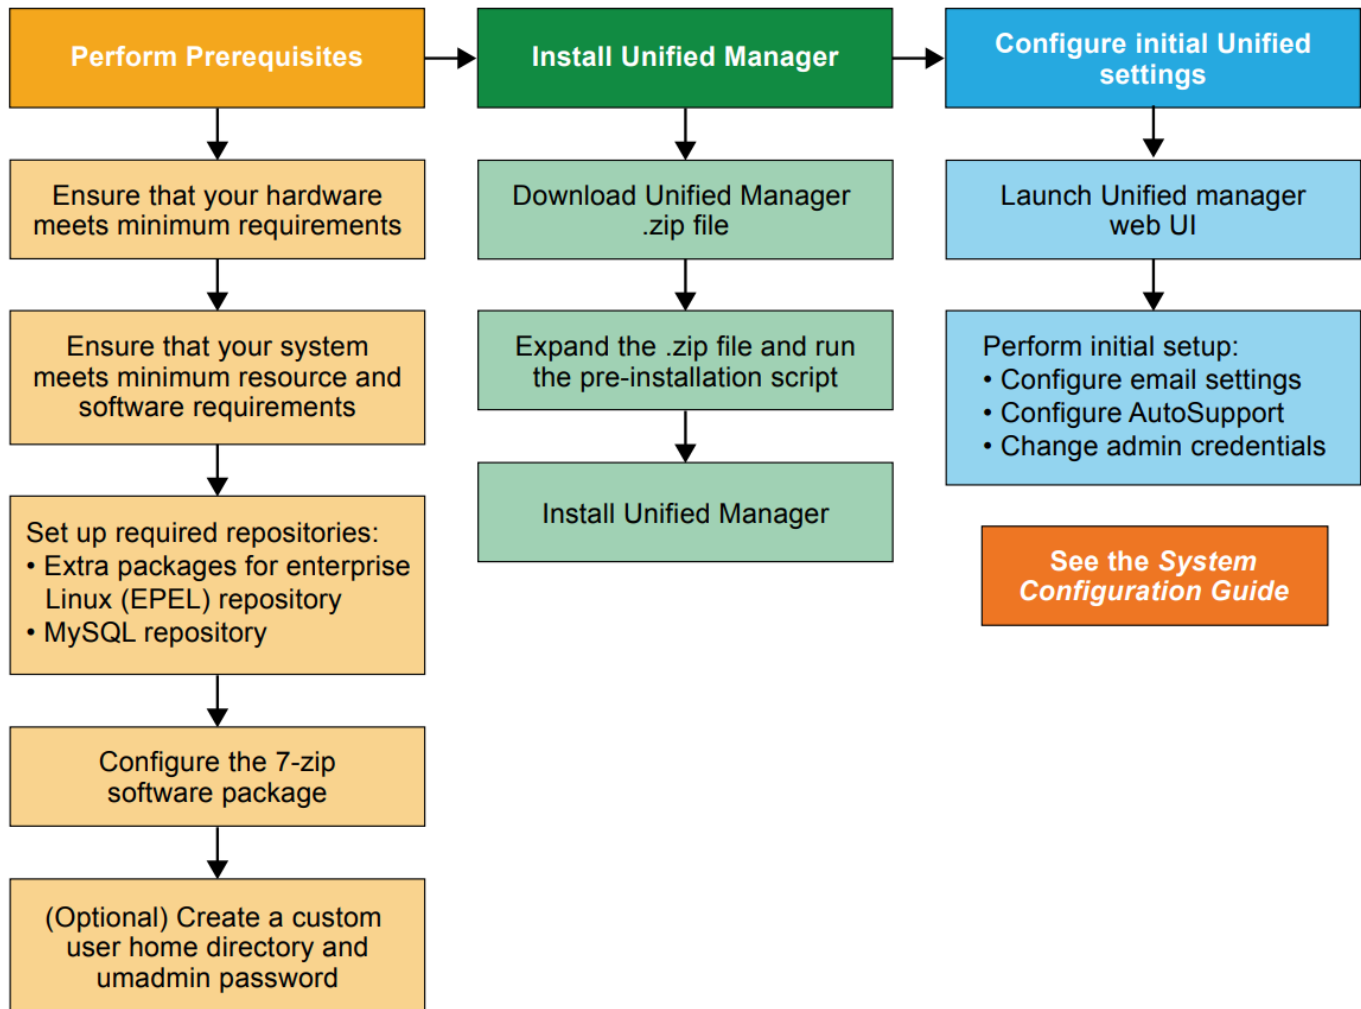 Perform Prerequisites
Ensure that your hardware
meets minimum requirements
Ensure that your system
meets minimum resource and
software requirements
Set up required repositories:
• Extra packages for enterprise
Linux (EPEL) repository
• MySQL repository
Configure the 7-zip
software package
(Optional) Create a custom
user home directory and
umadmin password
Install Unified Manager
Download Unified Manager
.zip file
Expand the .zip file and run
the pre-installation script
Install Unified Manager
Configure initial Unified
settings
Launch Unified manager
web UI
Perform initial setup:
• Configure email settings
• Configure AutoSupport
• Change admin credentials
See the System
Configuration Guide